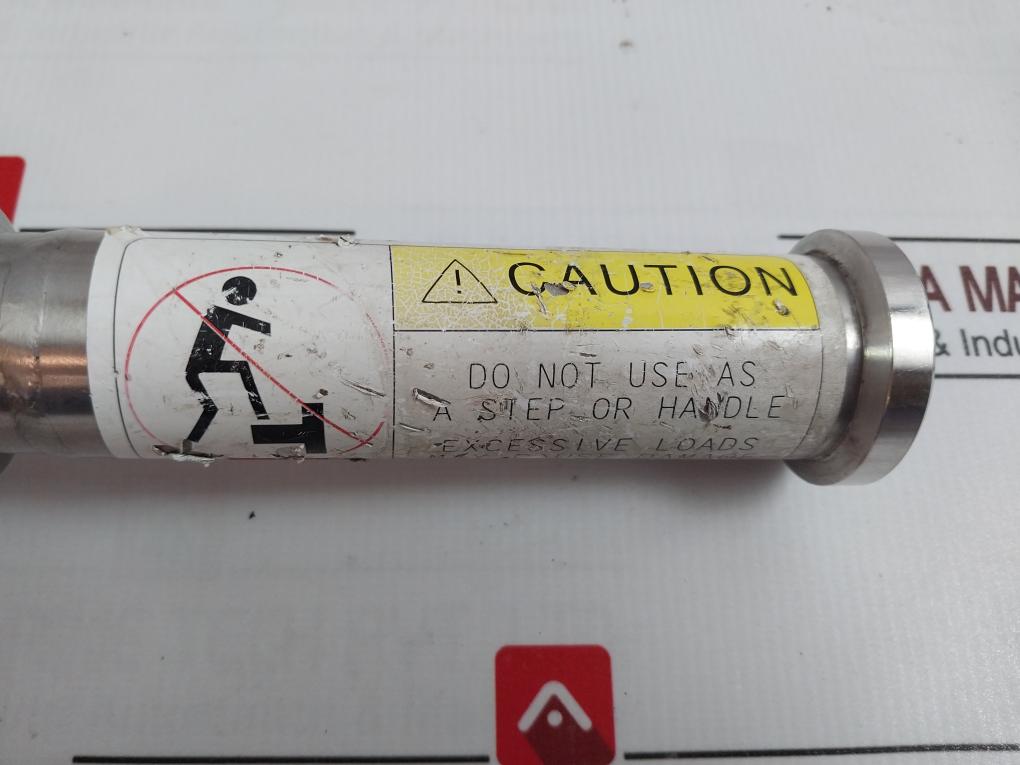 CAUTION
DO NOT USE AS
A STEP OR HANDLE
EXCESSIVE LOADS
A MA
& Indu